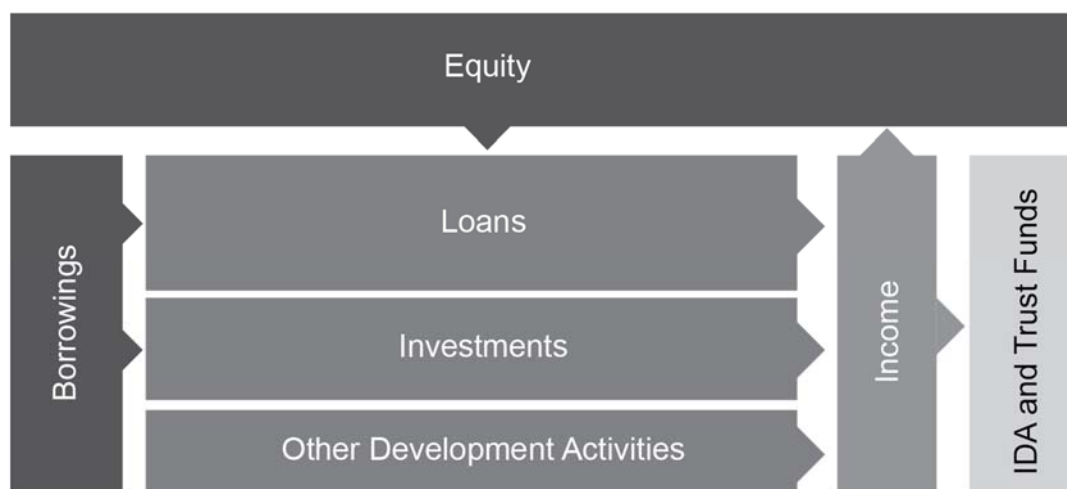 Equity
Borrowings
Loans
Investments
Other Development Activities
Income
IDA and Trust Funds